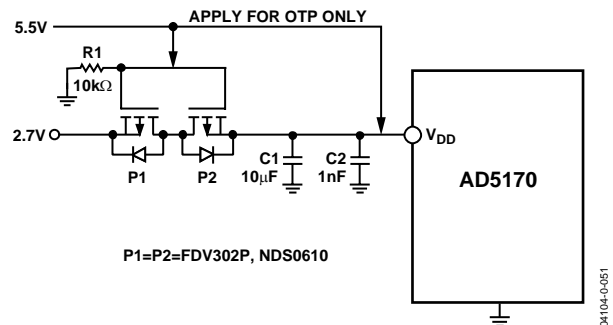 APPLY FOR OTP ONLY
5.5V
R1
10kΩ
2.7V
P1
P2
C1
10μF
C2
1nF
VDD
AD5170
P1=P2=FDV302P, NDS0610
04104-0-051